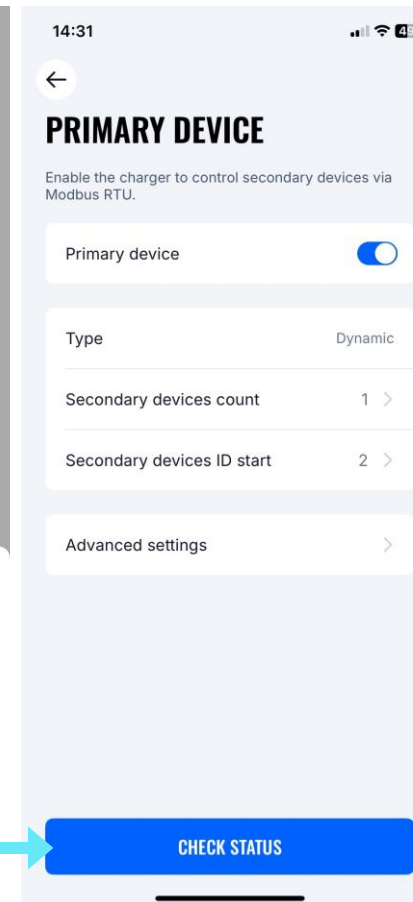 14:31
PRIMARY DEVICE
Enable the charger to control secondary devices via
Modbus RTU.
Primary device
Type Dynamic
Secondary devices count 1
Secondary devices ID start 2
Advanced settings
CHECK STATUS